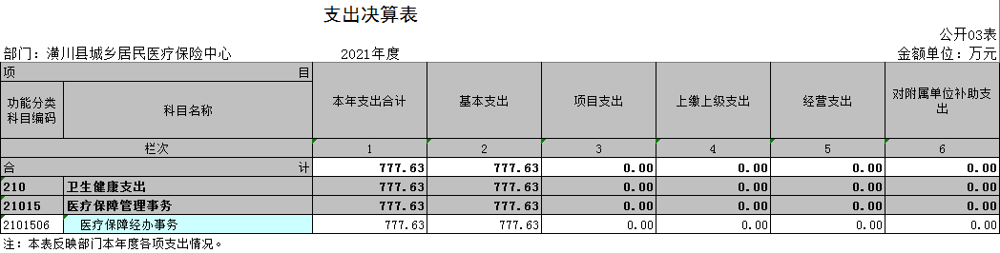 支出决算表
公开03表
部门：潢川县城乡居民医疗保险中心 2021年度 金额单位：万元
项 目 本年支出合计 基本支出 项目支出 上缴上级支出 经营支出 对附属单位补助支出
功能分类科目编码 科目名称
栏次 1 2 3 4 5 6
合 计 777.63 777.63 0.00 0.00 0.00 0.00
210 卫生健康支出 777.63 777.63 0.00 0.00 0.00 0.00
21015 医疗保障管理事务 777.63 777.63 0.00 0.00 0.00 0.00
2101506 医疗保障经办事务 777.63 777.63 0.00 0.00 0.00 0.00
注：本表反映部门本年度各项支出情况。